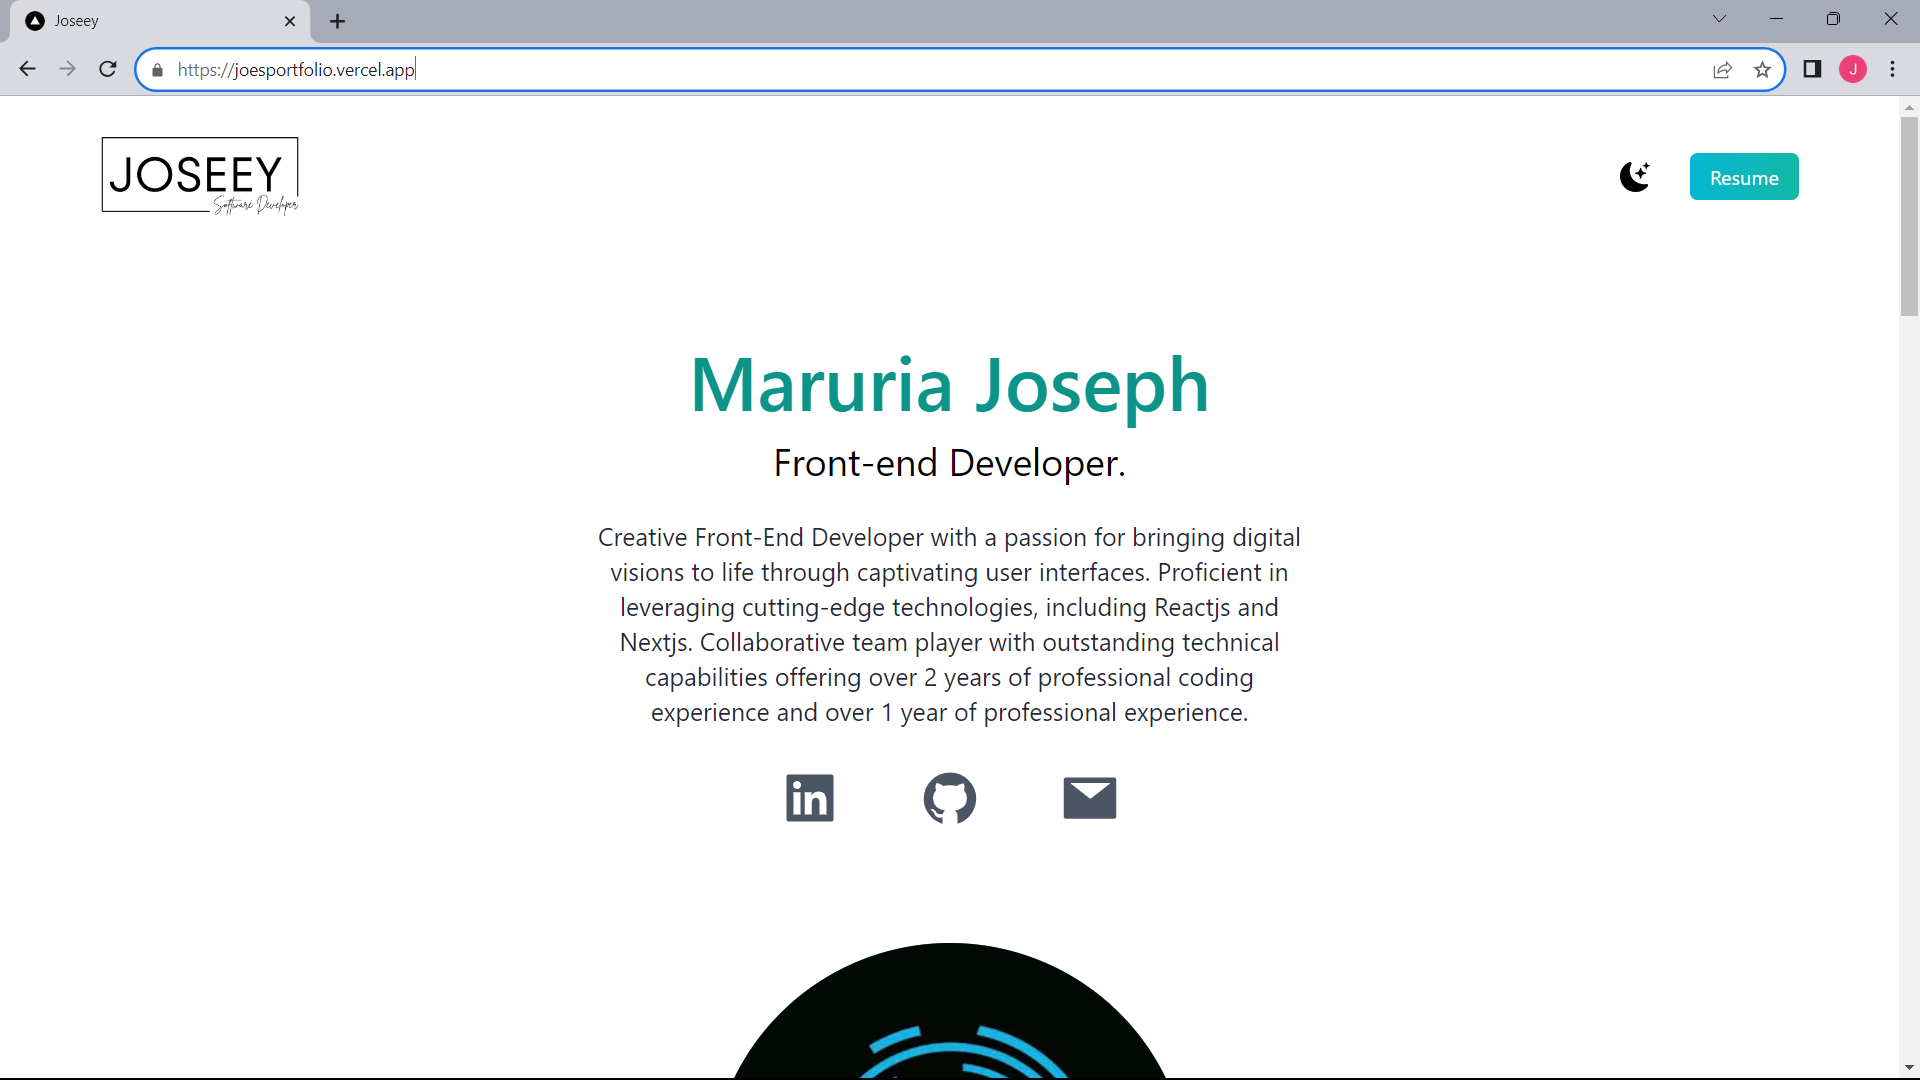 Joseey
https://joesportfolio.vercel.app
J
JOSEEY
Software Developer
Resume
Maruria Joseph
Front-end Developer.
Creative Front-End Developer with a passion for bringing digital
visions to life through captivating user interfaces. Proficient in
leveraging cutting-edge technologies, including Reactjs and
Nextjs. Collaborative team player with outstanding technical
capabilities offering over 2 years of professional coding
experience and over 1 year of professional experience.
in